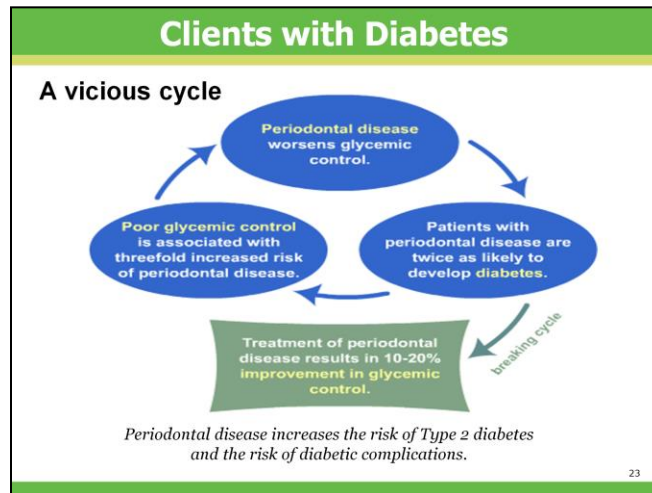 Clients with Diabetes
A vicious cycle
Periodontal disease
worsens glycemic
control.
Patients with
periodontal disease are
twice as likely to
develop diabetes.
Poor glycemic control
is associated with
threefold increased risk
of periodontal disease.
breaking cycle
Treatment of periodontal
disease results in 10-20%
improvement in glycemic
control.
Periodontal disease increases the risk of Type 2 diabetes
and the risk of diabetic complications.
23